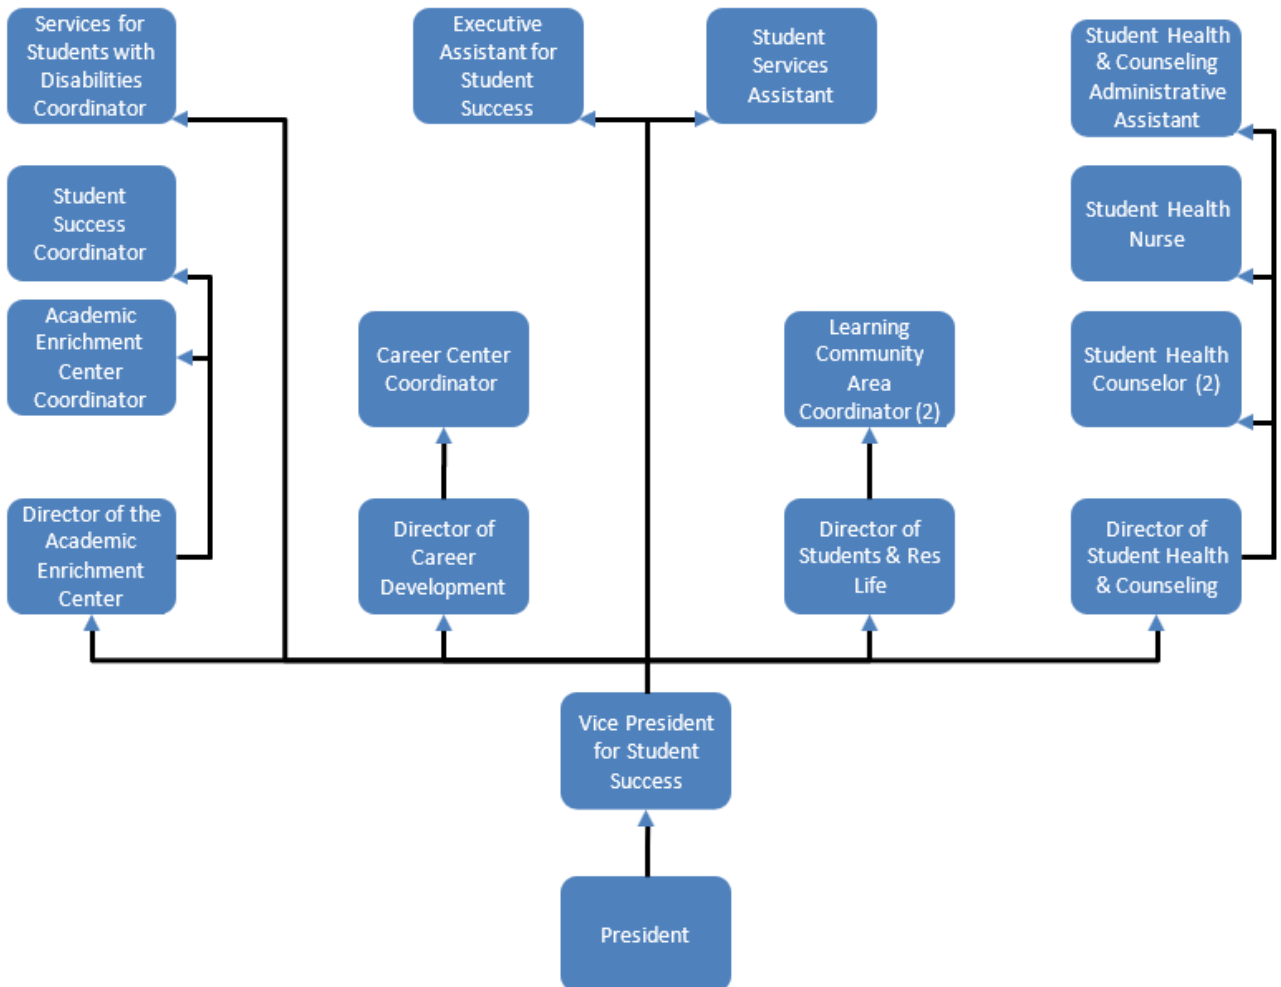 Services for
Students with
Disabilities
Coordinator
Executive
Assistant for
Student
Success
Student
Services
Assistant
Student Health
& Counseling
Administrative
Assistant
Student
Success
Coordinator
Student Health
Nurse
Academic
Enrichment
Center
Coordinator
Career Center
Coordinator
Learning
Community
Area
Coordinator (2)
Student Health
Counselor (2)
Director of the
Academic
Enrichment
Center
Director of
Career
Development
Director of
Students & Res
Life
Director of
Student Health
& Counseling
Vice President
for Student
Success
President